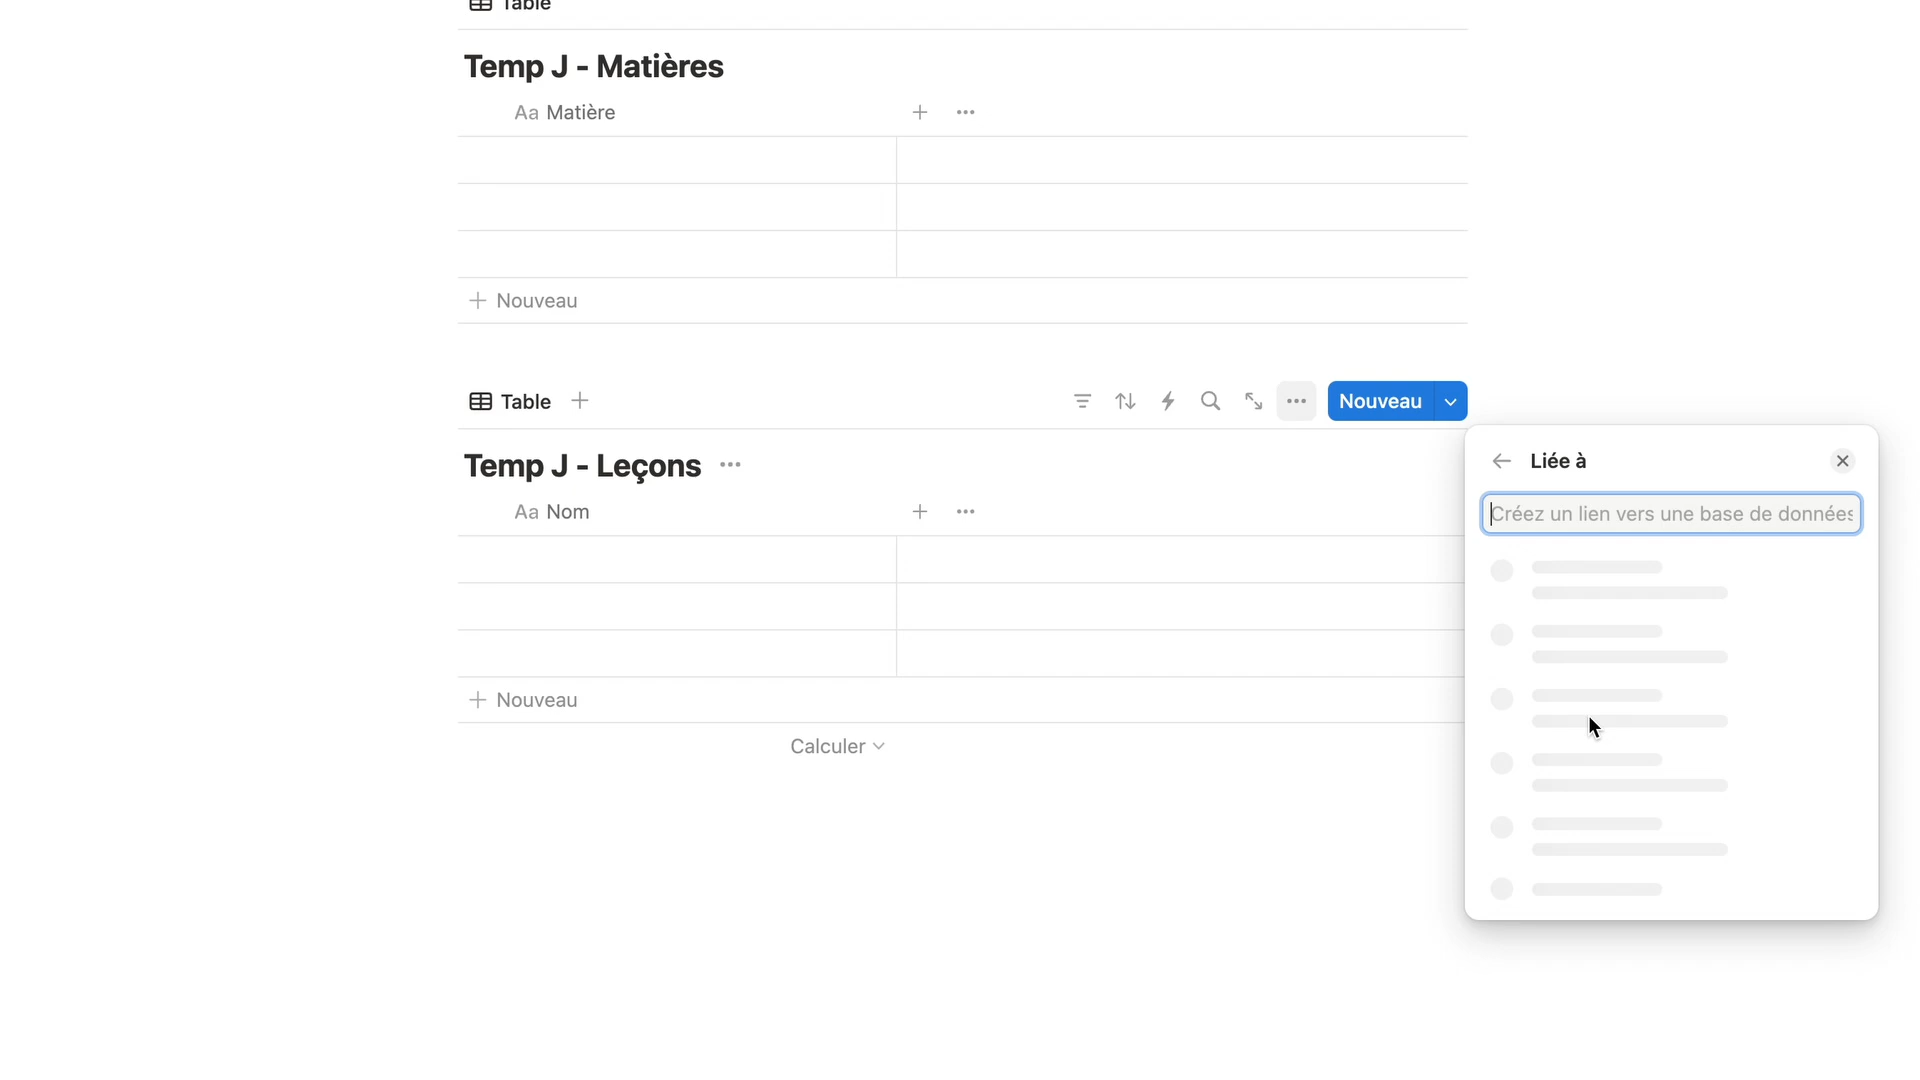 Table
Temp J - Matières
Aa Matière
Nouveau
Table
Nouveau
Temp J - Leçons
Aa Nom
Nouveau
Calculer
Liée à
Créez un lien vers une base de données